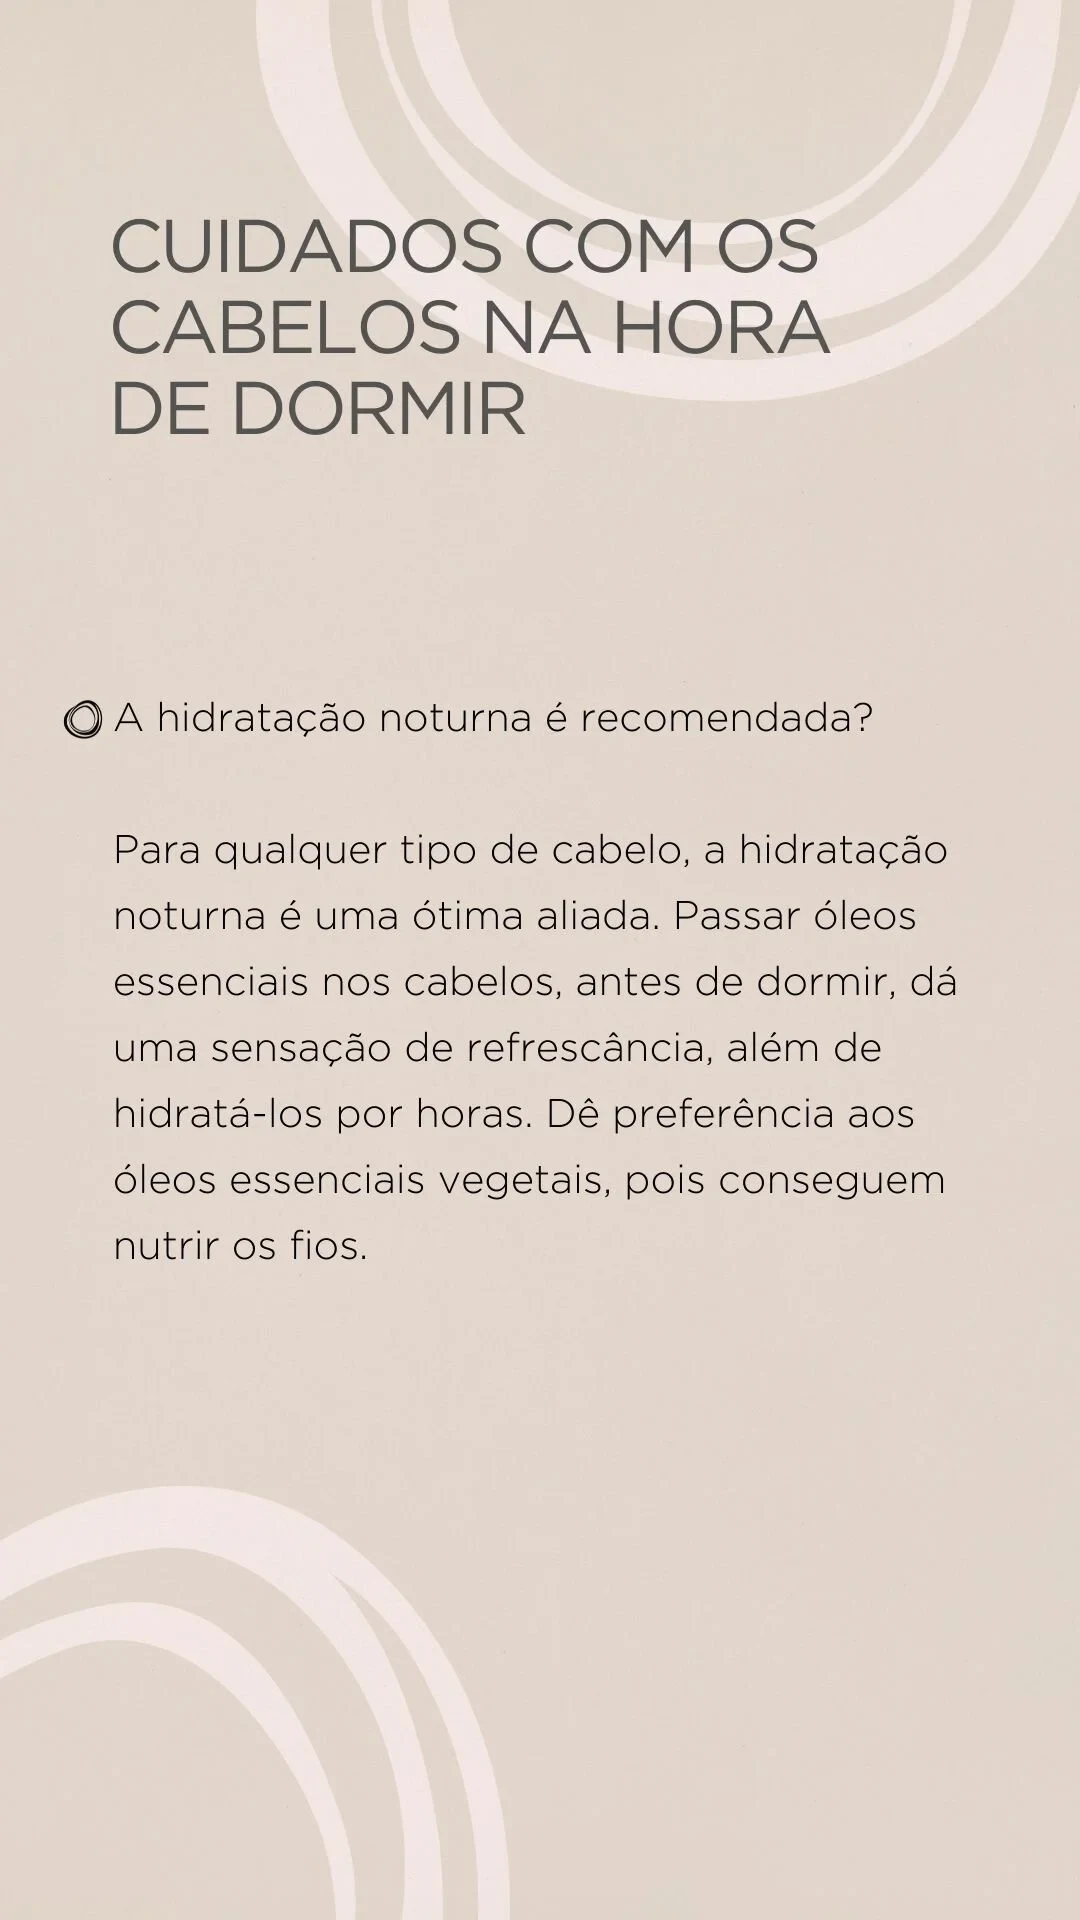 CUIDADOS COM OS
CABELOS NA HORA
DE DORMIR
A hidratação noturna é recomendada?
Para qualquer tipo de cabelo, a hidratação
noturna é uma ótima aliada. Passar óleos
essenciais nos cabelos, antes de dormir, dá
uma sensação de refrescância, além de
hidratá-los por horas. Dê preferência aos
óleos essenciais vegetais, pois conseguem
nutrir os fios.